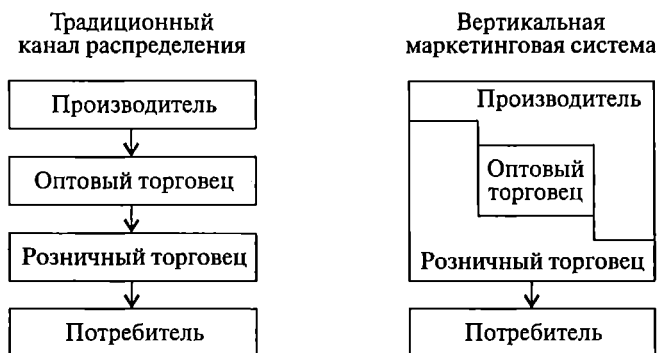 Традиционный
канал распределения
Производитель
Оптовый торговец
Розничный торговец
Потребитель
Вертикальная
маркетинговая система
Производитель
Оптовый
торговец
Розничный торговец
Потребитель